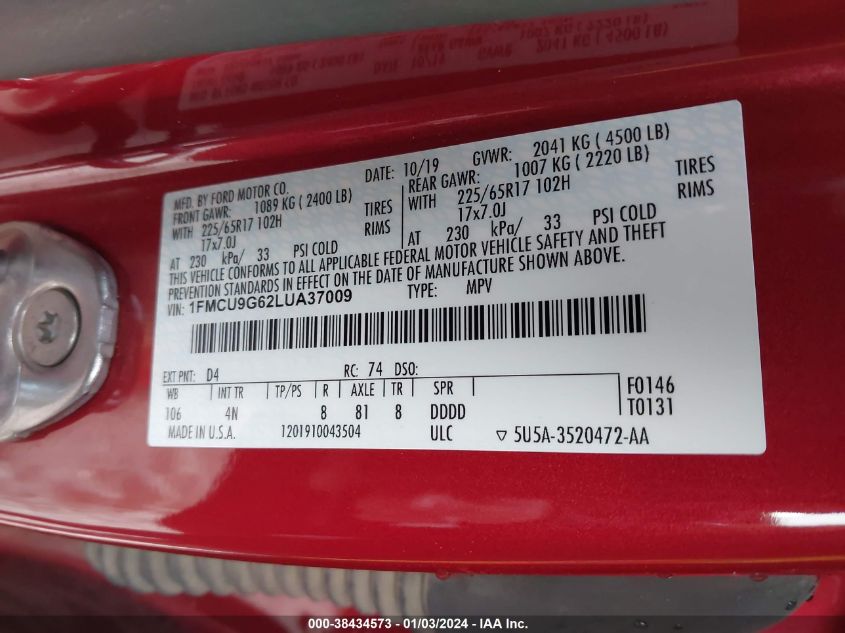 MFD. BY FORD MOTOR CO. DATE: 10/19 GVWR: 2041 KG ( 4500 LB)
FRONT GAWR: 1089 KG ( 2400 LB) REAR GAWR: 1007 KG ( 2220 LB)
WITH 225/65R17 102H TIRES WITH 225/65R17 102H TIRES
17x7.0J RIMS 17x7.0J RIMS
AT 230 kPa/ 33 PSI COLD AT 230 kPa/ 33 PSI COLD
THIS VEHICLE CONFORMS TO ALL APPLICABLE FEDERAL MOTOR VEHICLE SAFETY AND THEFT
PREVENTION STANDARDS IN EFFECT ON THE DATE OF MANUFACTURE SHOWN ABOVE.
VIN: 1FMCU9G62LUA37009 TYPE: MPV
EXT PNT: D4 RC: 74 DSO:
WB INT TR TP/PS R AXLE TR SPR F0146
106 4N 8 81 8 DDDD T0131
MADE IN U.S.A. 1201910043504 ULC ▽ 5U5A-3520472-AA
000-38434573 - 01/03/2024 - IAA Inc.